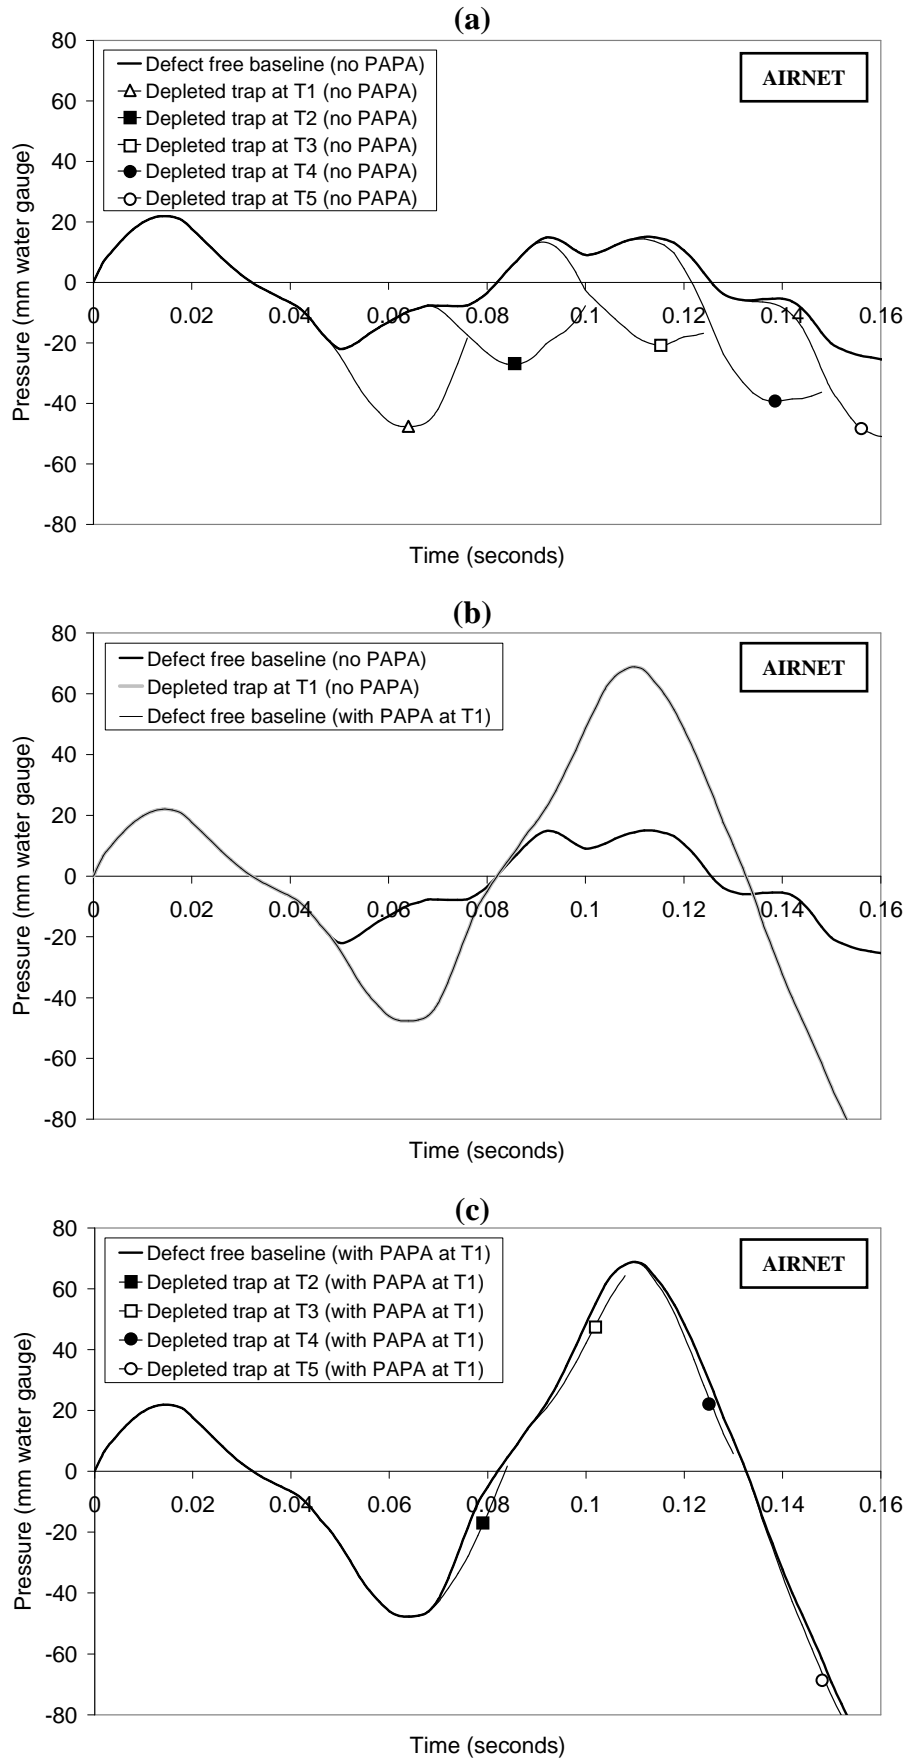 (a)
80
60
40
20
0
-20
-40
-60
-80
Pressure (mm water gauge)
Defect free baseline (no PAPA)
Depleted trap at T1 (no PAPA)
Depleted trap at T2 (no PAPA)
Depleted trap at T3 (no PAPA)
Depleted trap at T4 (no PAPA)
Depleted trap at T5 (no PAPA)
AIRNET
0 0.02 0.04 0.06 0.08 0.1 0.12 0.14 0.16
Time (seconds)
(b)
80
60
40
20
0
-20
-40
-60
-80
Pressure (mm water gauge)
Defect free baseline (no PAPA)
Depleted trap at T1 (no PAPA)
Defect free baseline (with PAPA at T1)
AIRNET
0 0.02 0.04 0.06 0.08 0.1 0.12 0.14 0.16
Time (seconds)
(c)
80
60
40
20
0
-20
-40
-60
-80
Pressure (mm water gauge)
Defect free baseline (with PAPA at T1)
Depleted trap at T2 (with PAPA at T1)
Depleted trap at T3 (with PAPA at T1)
Depleted trap at T4 (with PAPA at T1)
Depleted trap at T5 (with PAPA at T1)
AIRNET
0 0.02 0.04 0.06 0.08 0.1 0.12 0.14 0.16
Time (seconds)